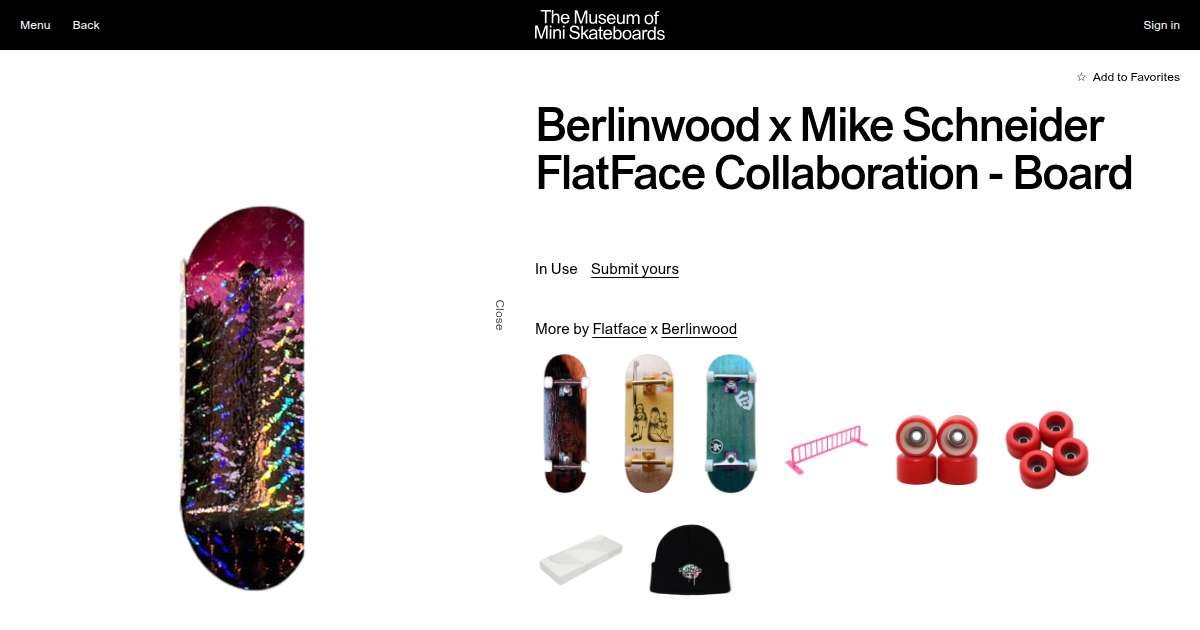 Menu
Back
The Museum of
Mini Skateboards
Sign in
☆ Add to Favorites
Berlinwood x Mike Schneider
FlatFace Collaboration - Board
In Use Submit yours
Close
More by Flatface x Berlinwood